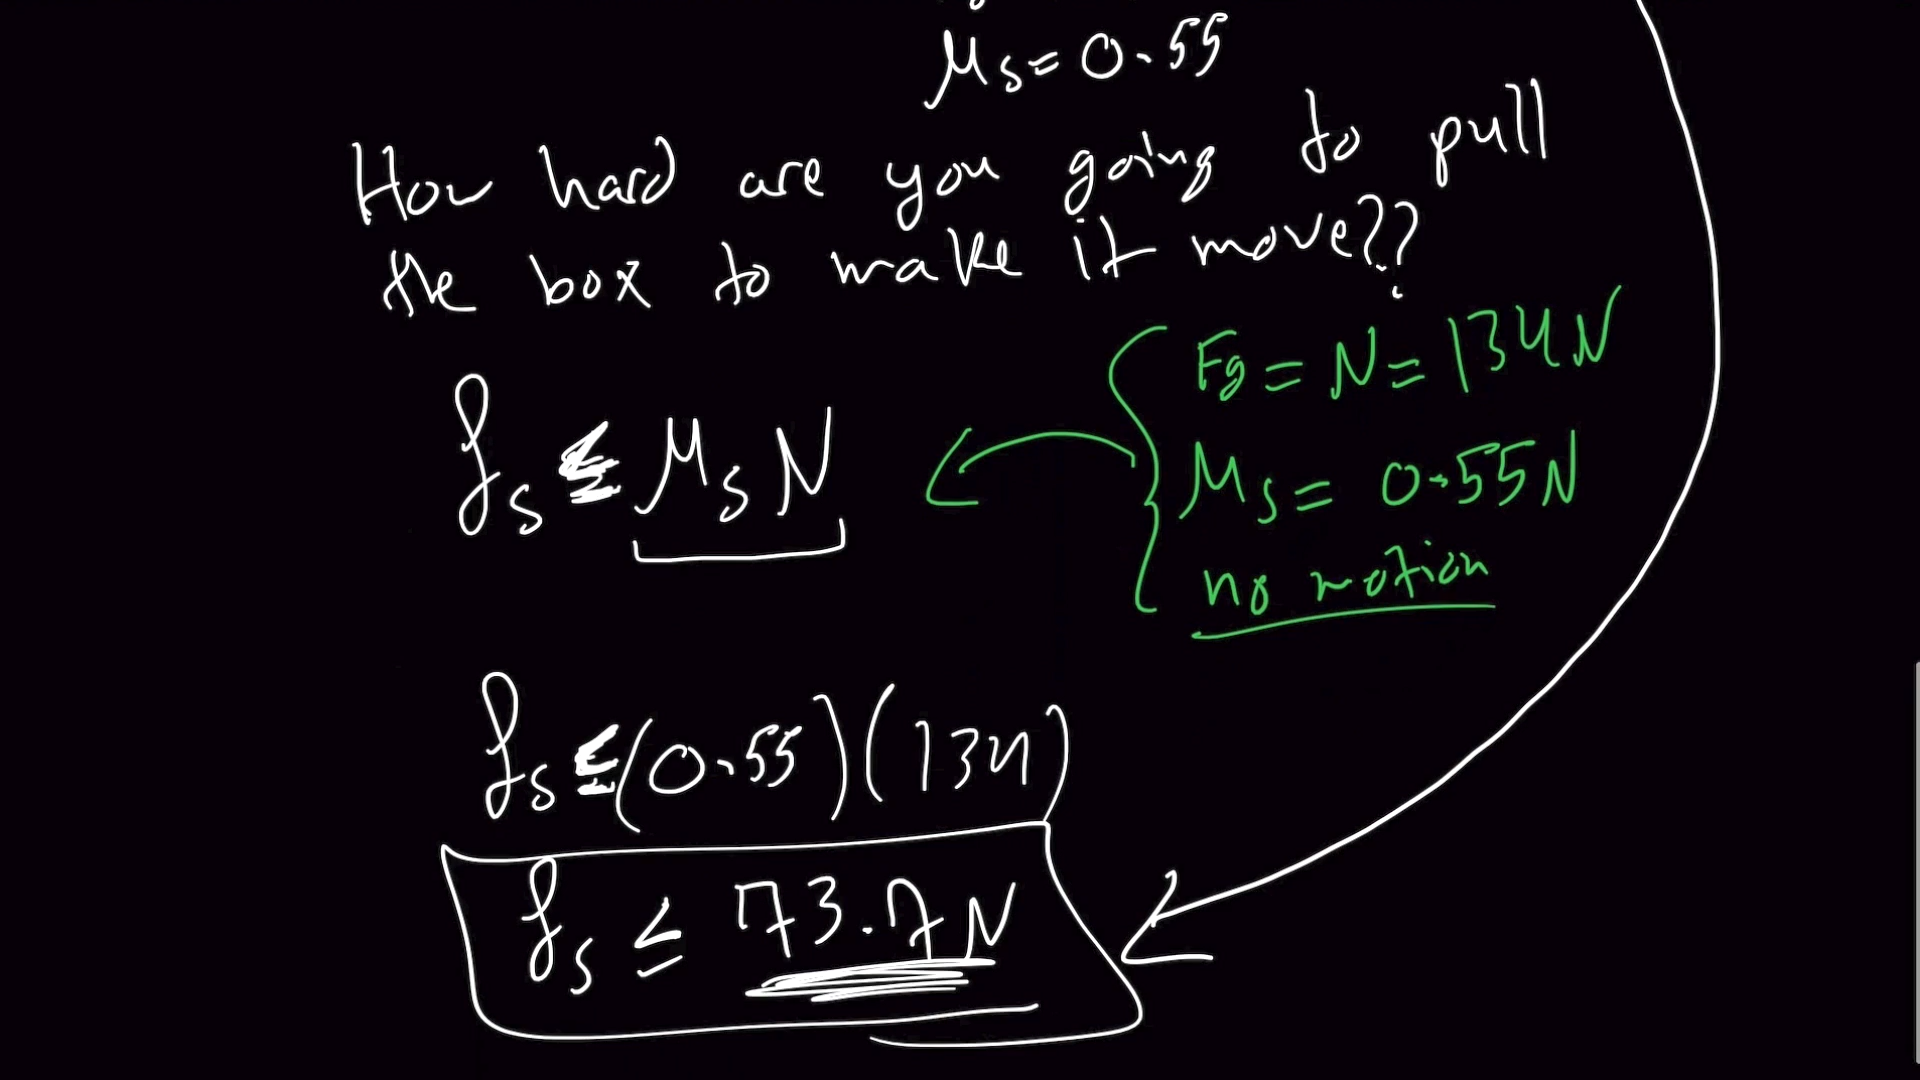 μs = 0.55
How hard are you going to pull
the box to make it move??
Fg = N = 134N
fs ≤ μsN
μs = 0.55N
no motion
fs ≤ (0.55)(134)
fs ≤ 73.7N